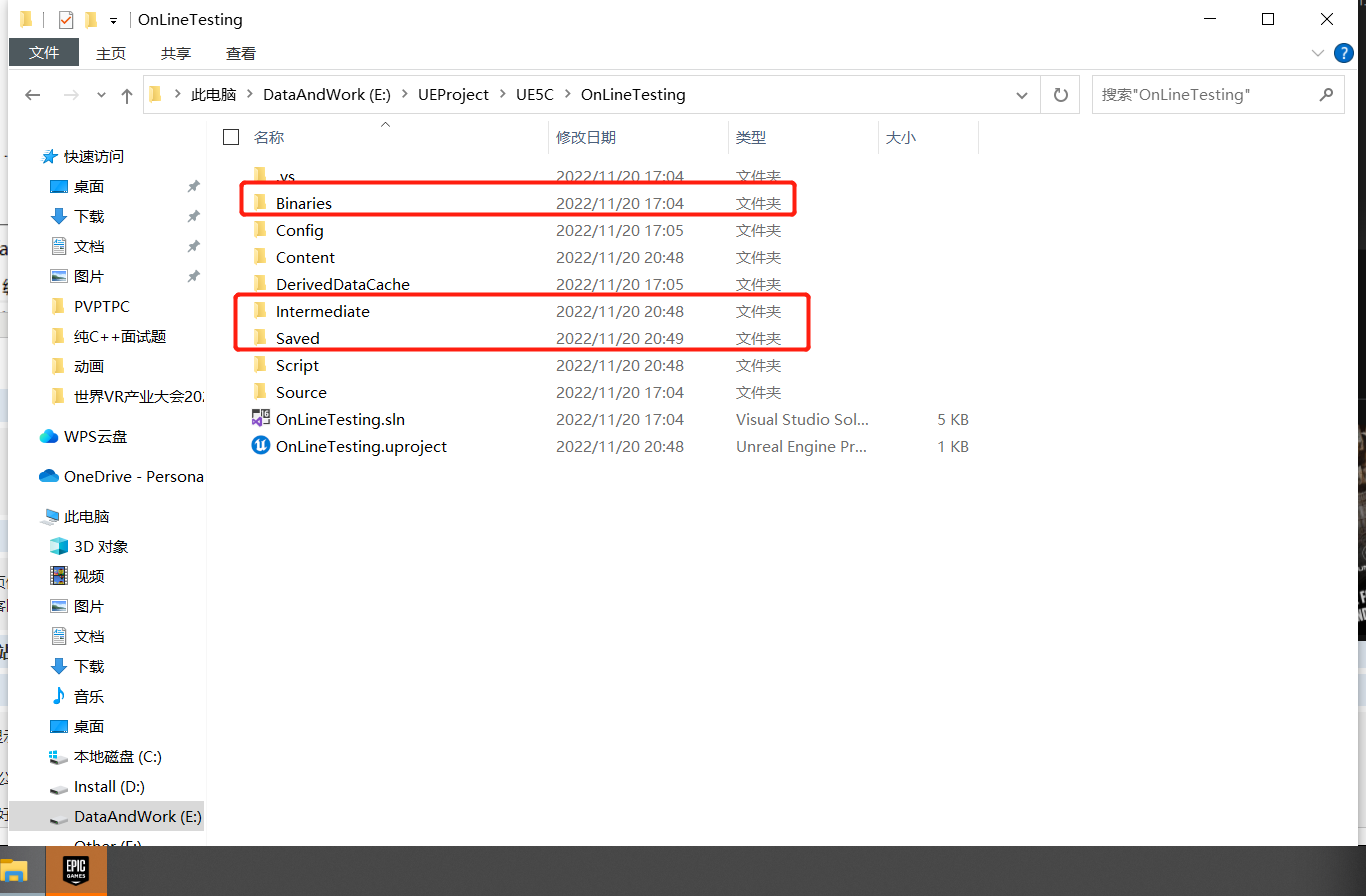 OnLineTesting
文件 主页 共享 查看
此电脑 DataAndWork (E:) UEProject UE5C OnLineTesting 搜索"OnLineTesting"
名称 修改日期 类型 大小
.vs 2022/11/20 17:04 文件夹
Binaries 2022/11/20 17:04 文件夹
Config 2022/11/20 17:05 文件夹
Content 2022/11/20 20:48 文件夹
DerivedDataCache 2022/11/20 17:05 文件夹
Intermediate 2022/11/20 20:48 文件夹
Saved 2022/11/20 20:49 文件夹
Script 2022/11/20 20:48 文件夹
Source 2022/11/20 17:04 文件夹
OnLineTesting.sln 2022/11/20 17:04 Visual Studio Sol... 5 KB
OnLineTesting.uproject 2022/11/20 20:48 Unreal Engine Pr... 1 KB
快速访问
桌面
下载
文档
图片
PVPTPC
纯C++面试题
动画
世界VR产业大会20
WPS云盘
OneDrive - Persona
此电脑
3D 对象
视频
图片
文档
下载
音乐
桌面
本地磁盘 (C:)
Install (D:)
DataAndWork (E:)
Other (F:)
EPIC
GAMES